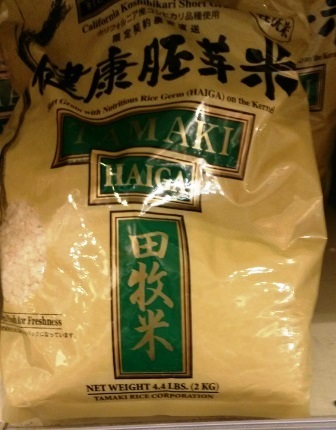 California Koshihikari Short G
カリフォルニア産コシヒカリ品種使用
健康胚芽米
Grains with Nutritious Rice Germ (HAIGA) on the Kernel
TAMAKI
HAIGA
田牧米
for Freshness
NET WEIGHT 4.4 LBS. (2 KG)
TAMAKI RICE CORPORATION